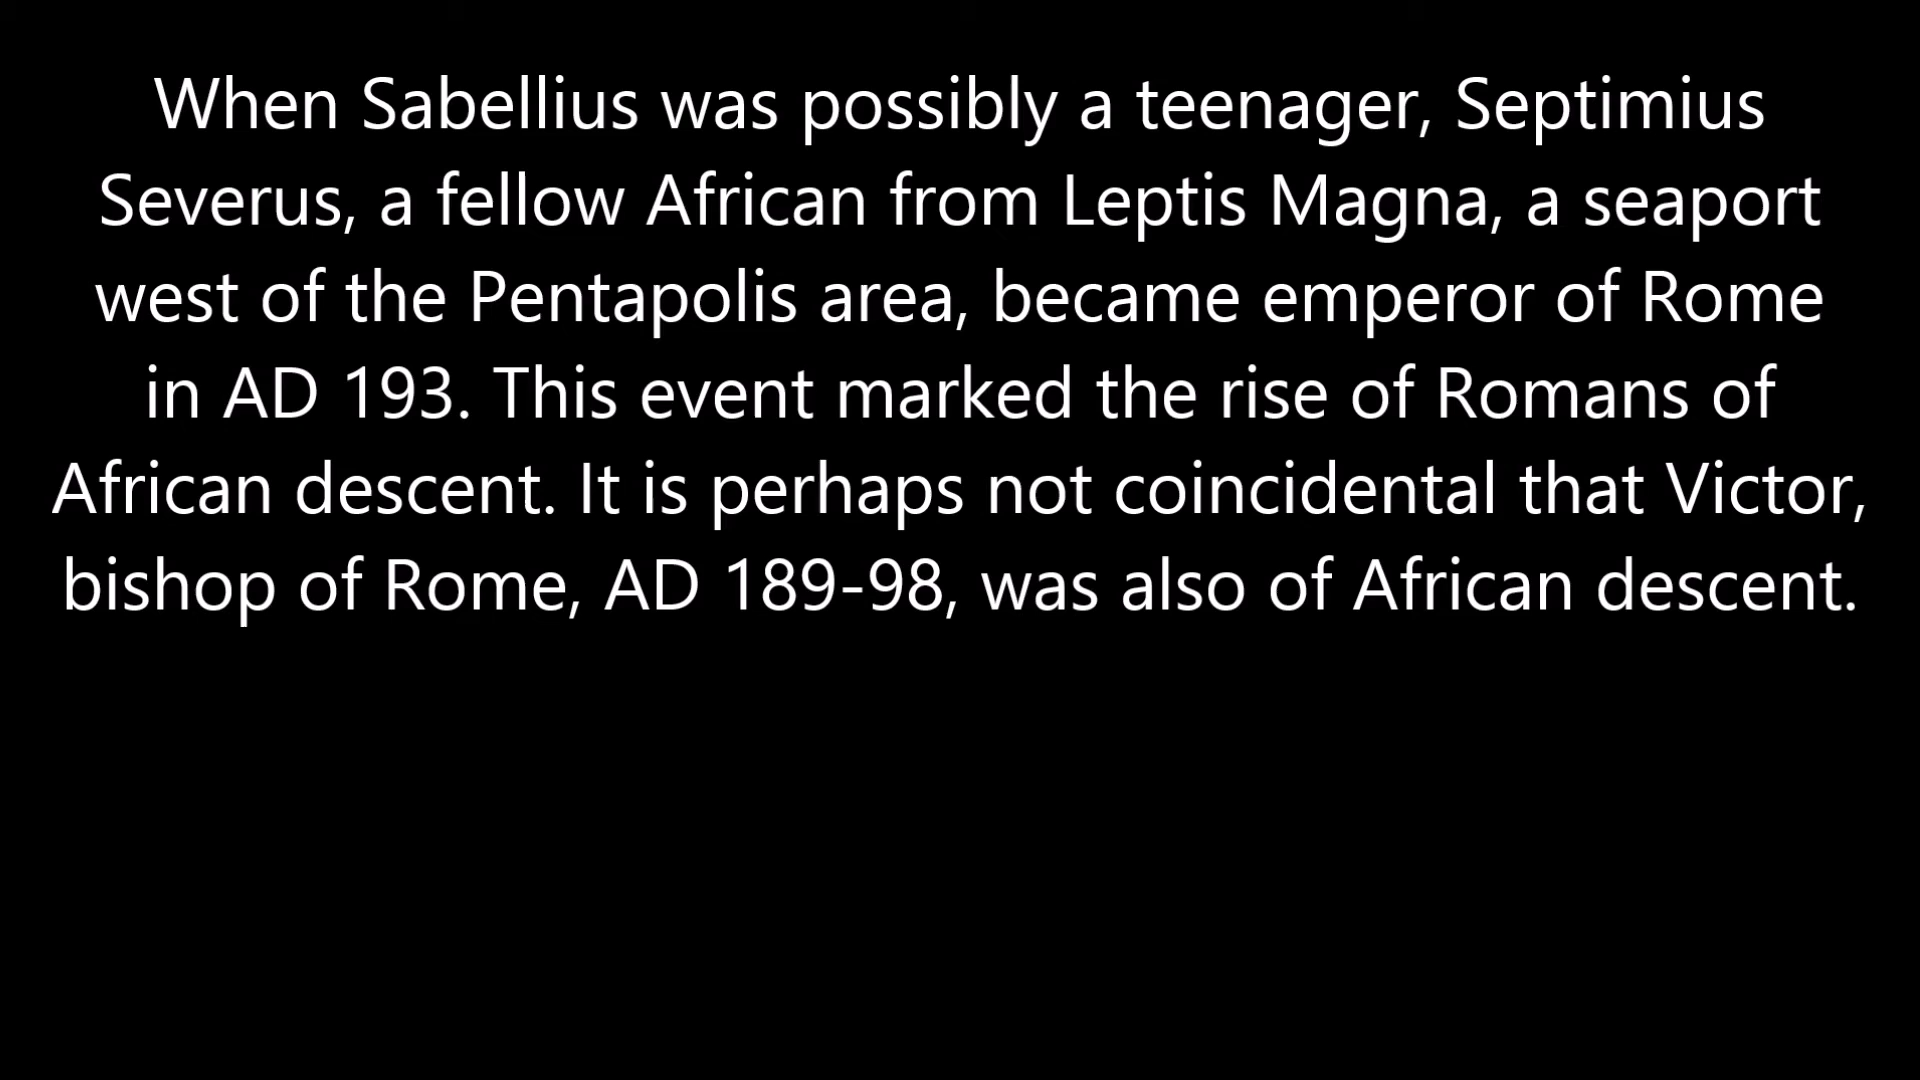 When Sabellius was possibly a teenager, Septimius
Severus, a fellow African from Leptis Magna, a seaport
west of the Pentapolis area, became emperor of Rome
in AD 193. This event marked the rise of Romans of
African descent. It is perhaps not coincidental that Victor,
bishop of Rome, AD 189-98, was also of African descent.